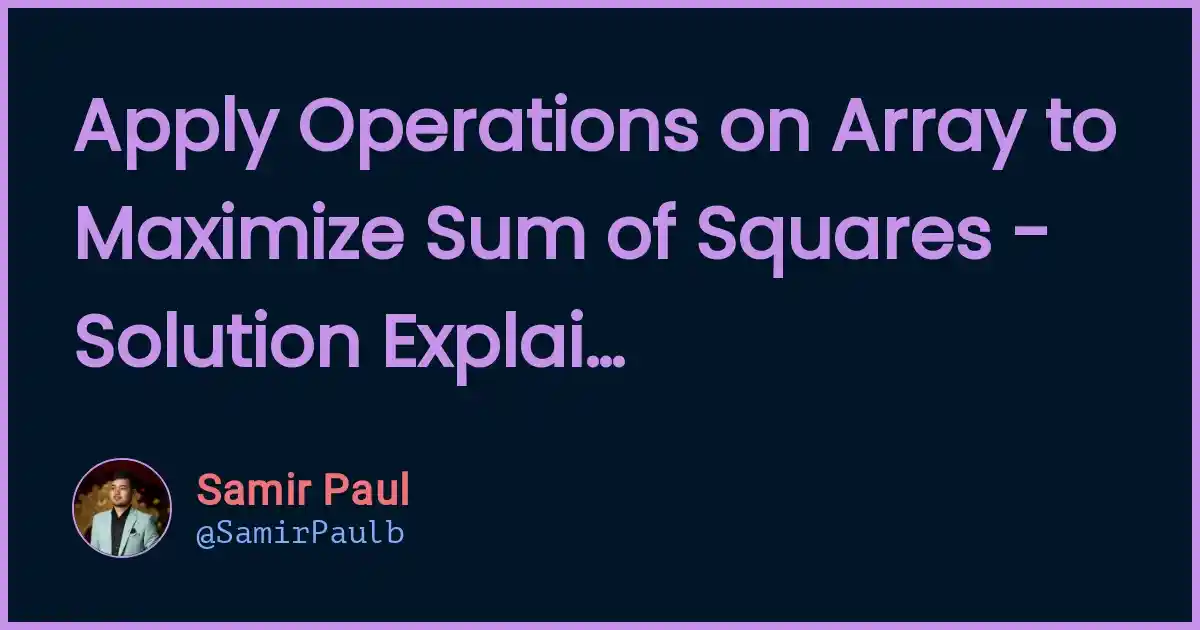 Apply Operations on Array to
Maximize Sum of Squares -
Solution Explai...
Samir Paul
@SamirPaulb